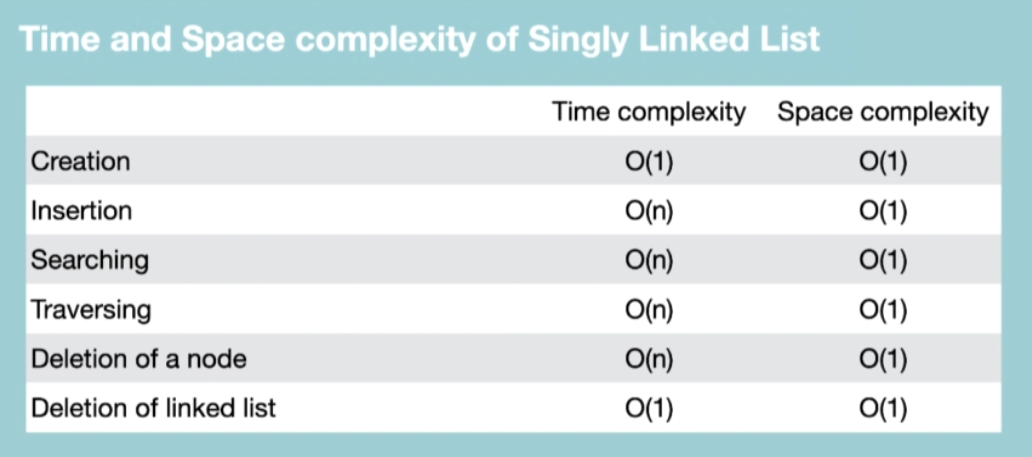 Time and Space complexity of Singly Linked List
Time complexity Space complexity
Creation O(1) O(1)
Insertion O(n) O(1)
Searching O(n) O(1)
Traversing O(n) O(1)
Deletion of a node O(n) O(1)
Deletion of linked list O(1) O(1)